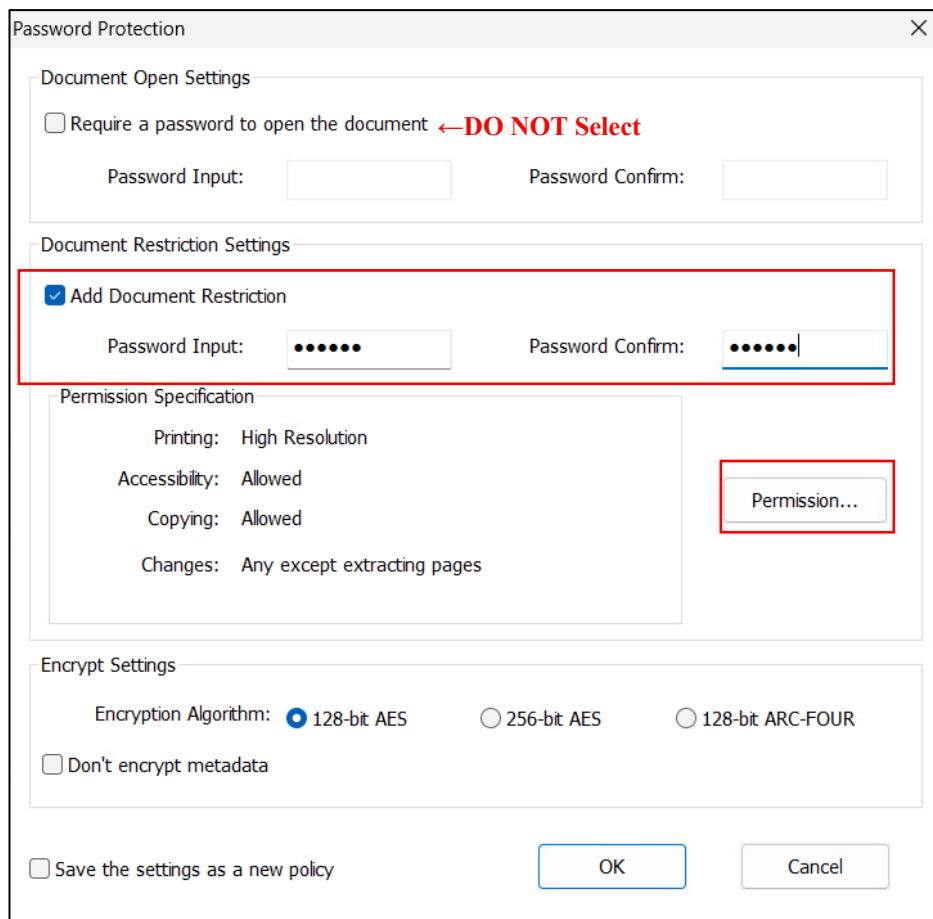 Password Protection
Document Open Settings
Require a password to open the document ←DO NOT Select
Password Input: Password Confirm:
Document Restriction Settings
Add Document Restriction
Password Input: ●●●●●● Password Confirm: ●●●●●●
Permission Specification
Printing: High Resolution
Accessibility: Allowed
Permission...
Copying: Allowed
Changes: Any except extracting pages
Encrypt Settings
Encryption Algorithm: 128-bit AES 256-bit AES 128-bit ARC-FOUR
Don't encrypt metadata
Save the settings as a new policy OK Cancel